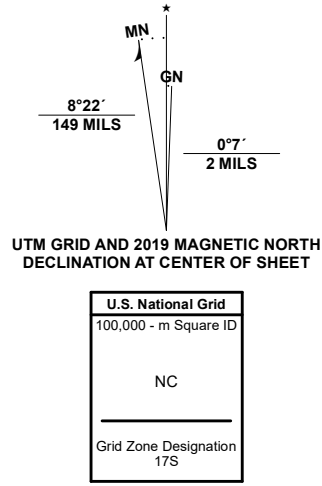 ★
MN
GN
8°22´
149 MILS
0°7´
2 MILS
UTM GRID AND 2019 MAGNETIC NORTH
DECLINATION AT CENTER OF SHEET
U.S. National Grid
100,000 - m Square ID
NC
Grid Zone Designation
17S